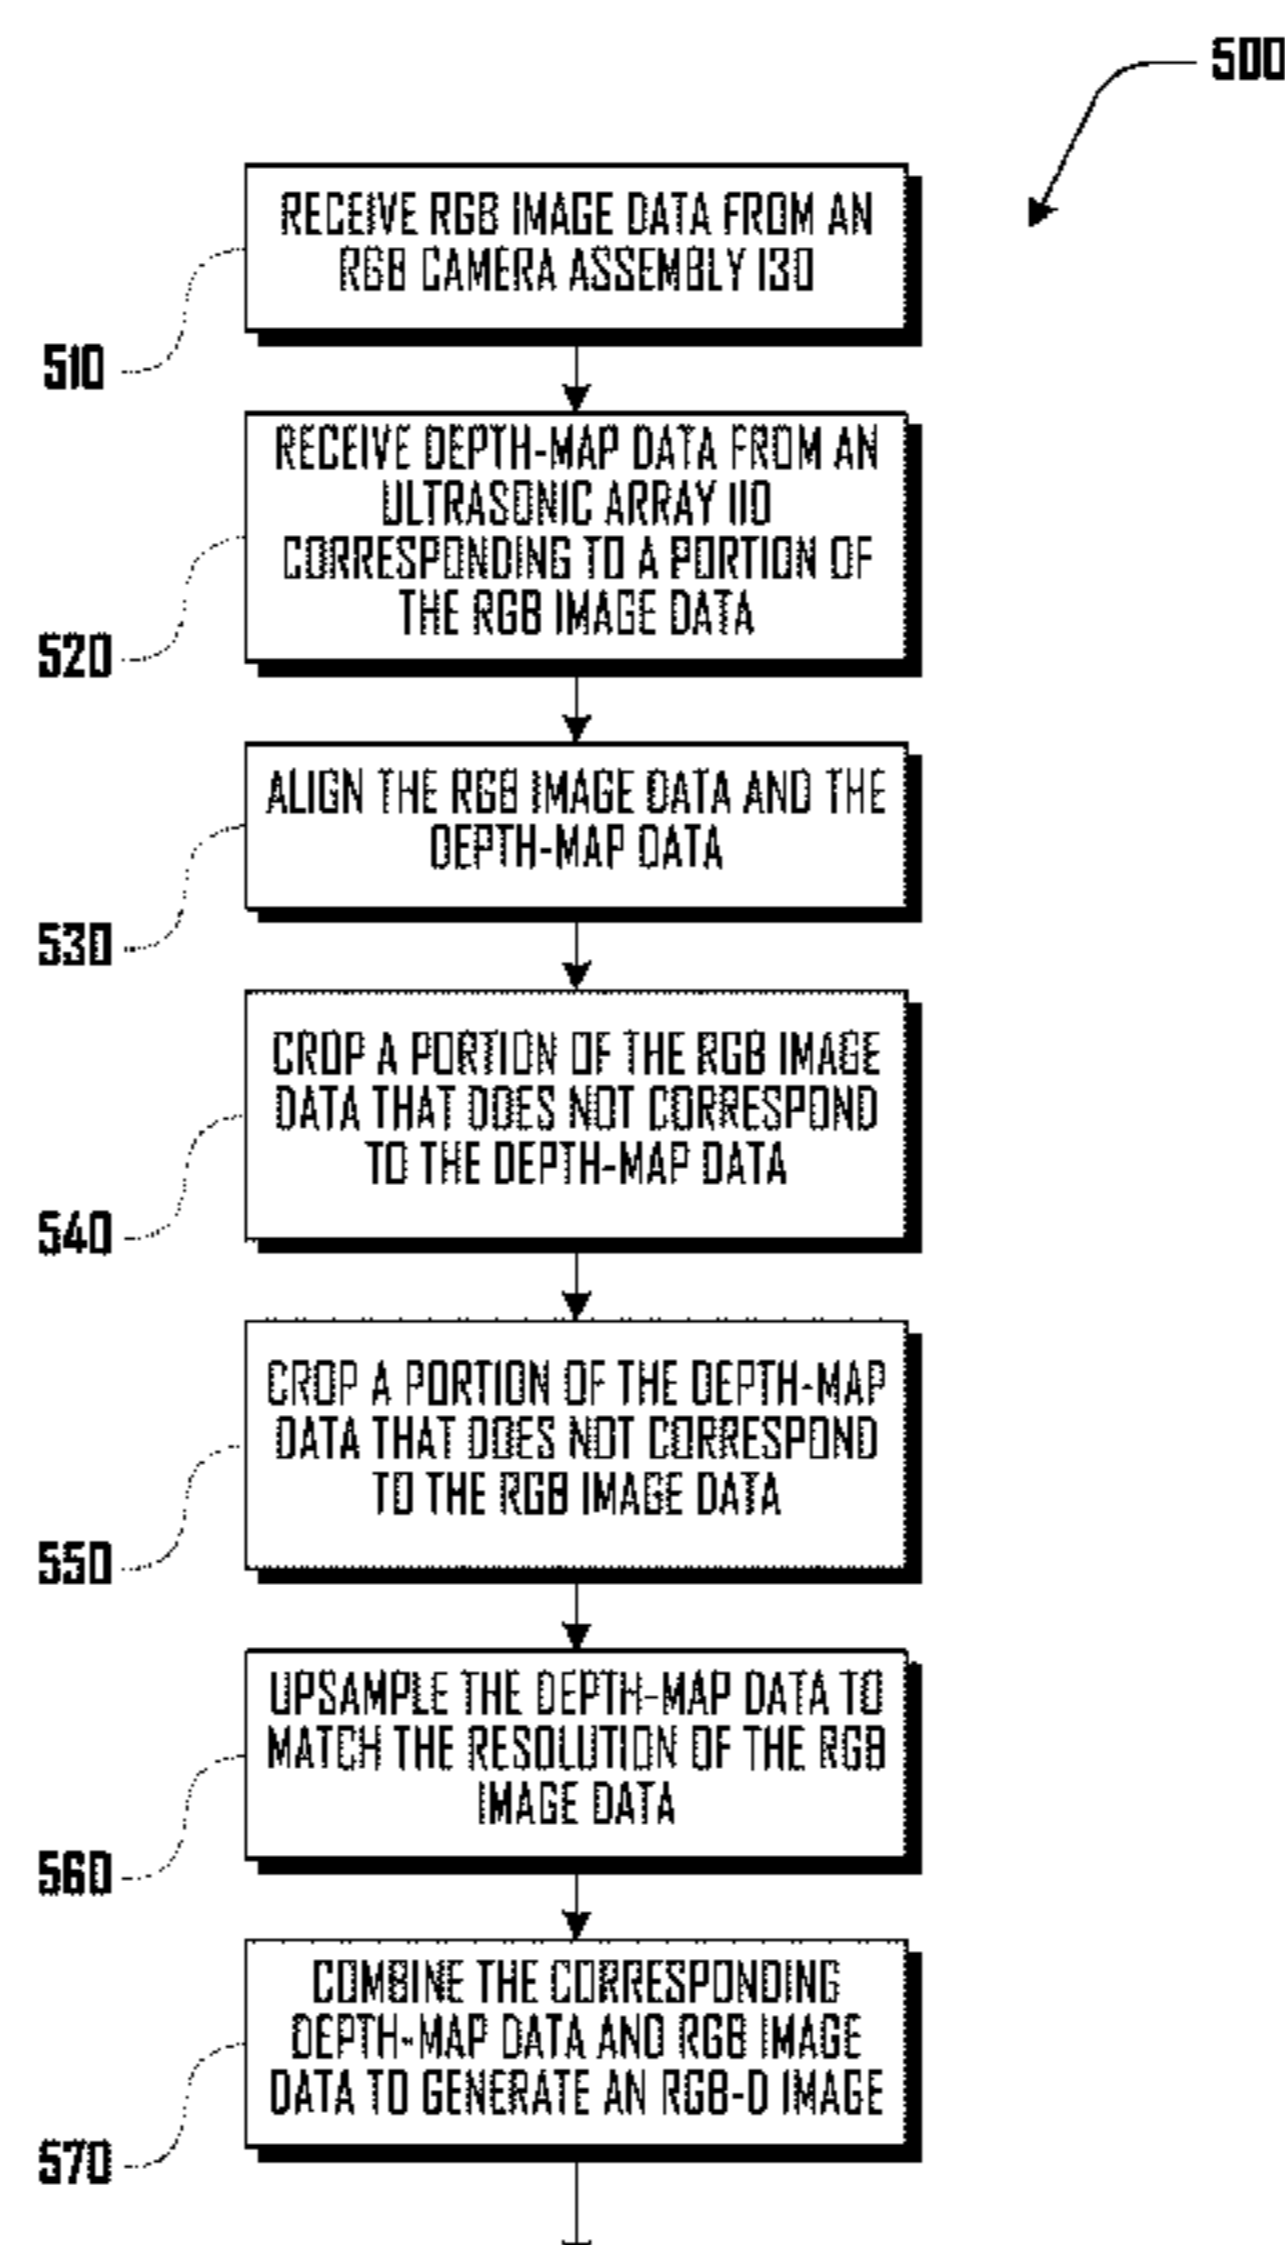 500
RECEIVE RGB IMAGE DATA FROM AN
RGB CAMERA ASSEMBLY 130
510
RECEIVE DEPTH-MAP DATA FROM AN
ULTRASONIC ARRAY 110
CORRESPONDING TO A PORTION OF
THE RGB IMAGE DATA
520
ALIGN THE RGB IMAGE DATA AND THE
DEPTH-MAP DATA
530
CROP A PORTION OF THE RGB IMAGE
DATA THAT DOES NOT CORRESPOND
TO THE DEPTH-MAP DATA
540
CROP A PORTION OF THE DEPTH-MAP
DATA THAT DOES NOT CORRESPOND
TO THE RGB IMAGE DATA
550
UPSAMPLE THE DEPTH-MAP DATA TO
MATCH THE RESOLUTION OF THE RGB
IMAGE DATA
560
COMBINE THE CORRESPONDING
DEPTH-MAP DATA AND RGB IMAGE
DATA TO GENERATE AN RGB-D IMAGE
570